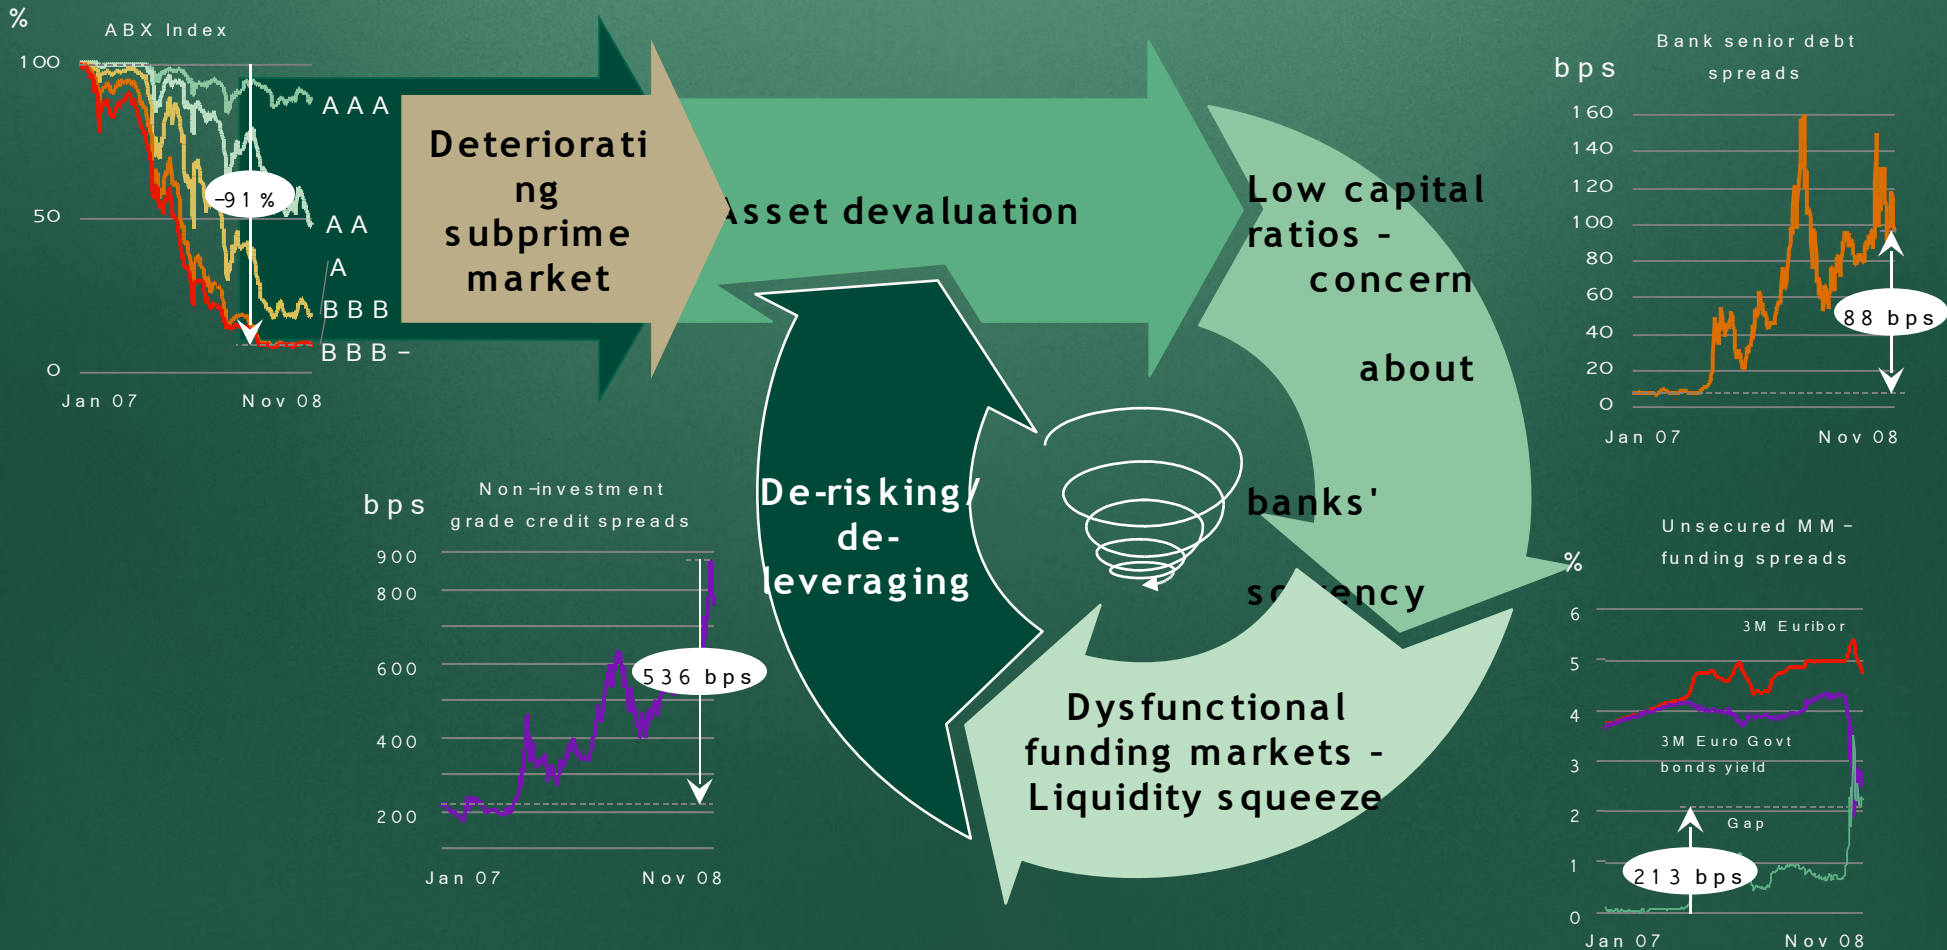 %
ABX Index
100
50
0
Jan 07
Nov 08
AAA
AA
A
BBB
BBB-
-91%
Deteriorati
ng
subprime
market
Asset devaluation
Low capital
ratios -
concern
about
banks'
solvency
Bank senior debt
spreads
bps
160
140
120
100
80
60
40
20
0
Jan 07
Nov 08
88 bps
De-risking/
de-
leveraging
Non-investment
grade credit spreads
bps
900
800
600
400
200
Jan 07
Nov 08
536 bps
Dysfunctional
funding markets -
Liquidity squeeze
Unsecured MM-
funding spreads
%
6
5
4
3
2
1
0
3M Euribor
3M Euro Govt
bonds yield
Gap
213 bps
Jan 07
Nov 08